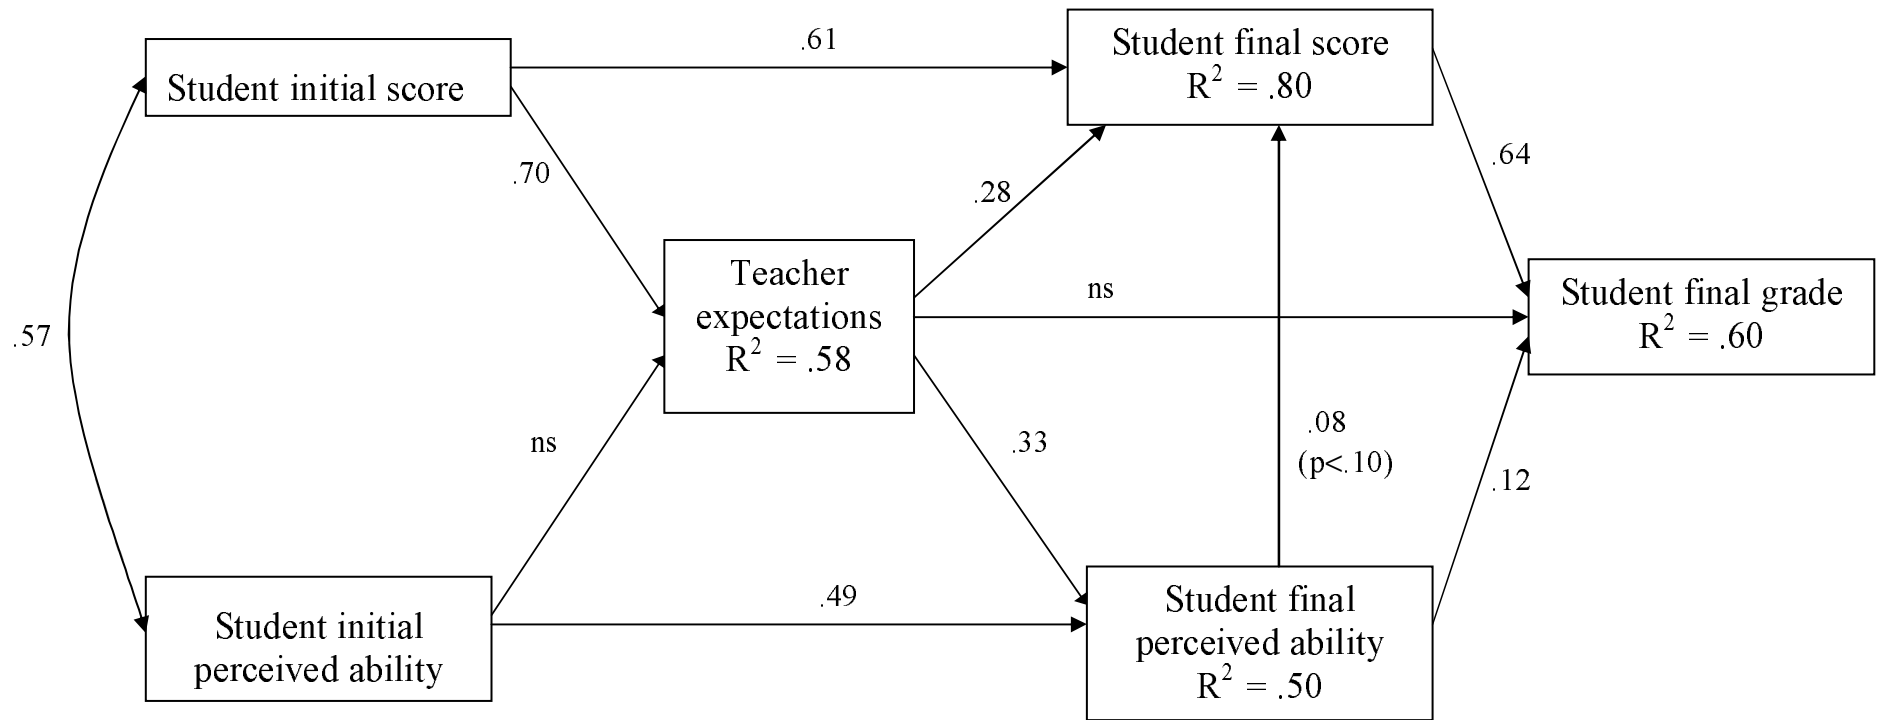 .61
Student final score
R² = .80
Student initial score
.70
.28
.64
Teacher
expectations
R² = .58
ns
Student final grade
R² = .60
.57
ns
.33
.08
(p<.10)
.12
.49
Student initial
perceived ability
Student final
perceived ability
R² = .50